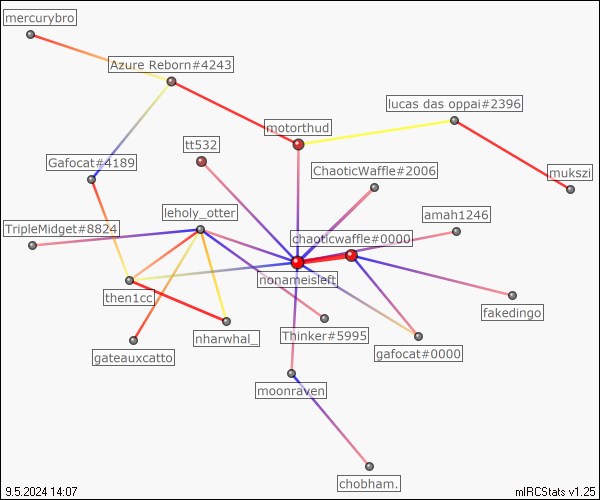 mercurybro
Azure Reborn#4243
lucas das oppai#2396
motorthud
tt532
Gafocat#4189
ChaoticWaffle#2006
mukszi
leholy_otter
amah1246
TripleMidget#8824
chaoticwaffle#0000
nonameisleft
then1cc
fakedingo
nharwhal_
Thinker#5995
gateauxcatto
gafocat#0000
moonraven
chobham.
9.5.2024 14:07
mIRCStats v1.25